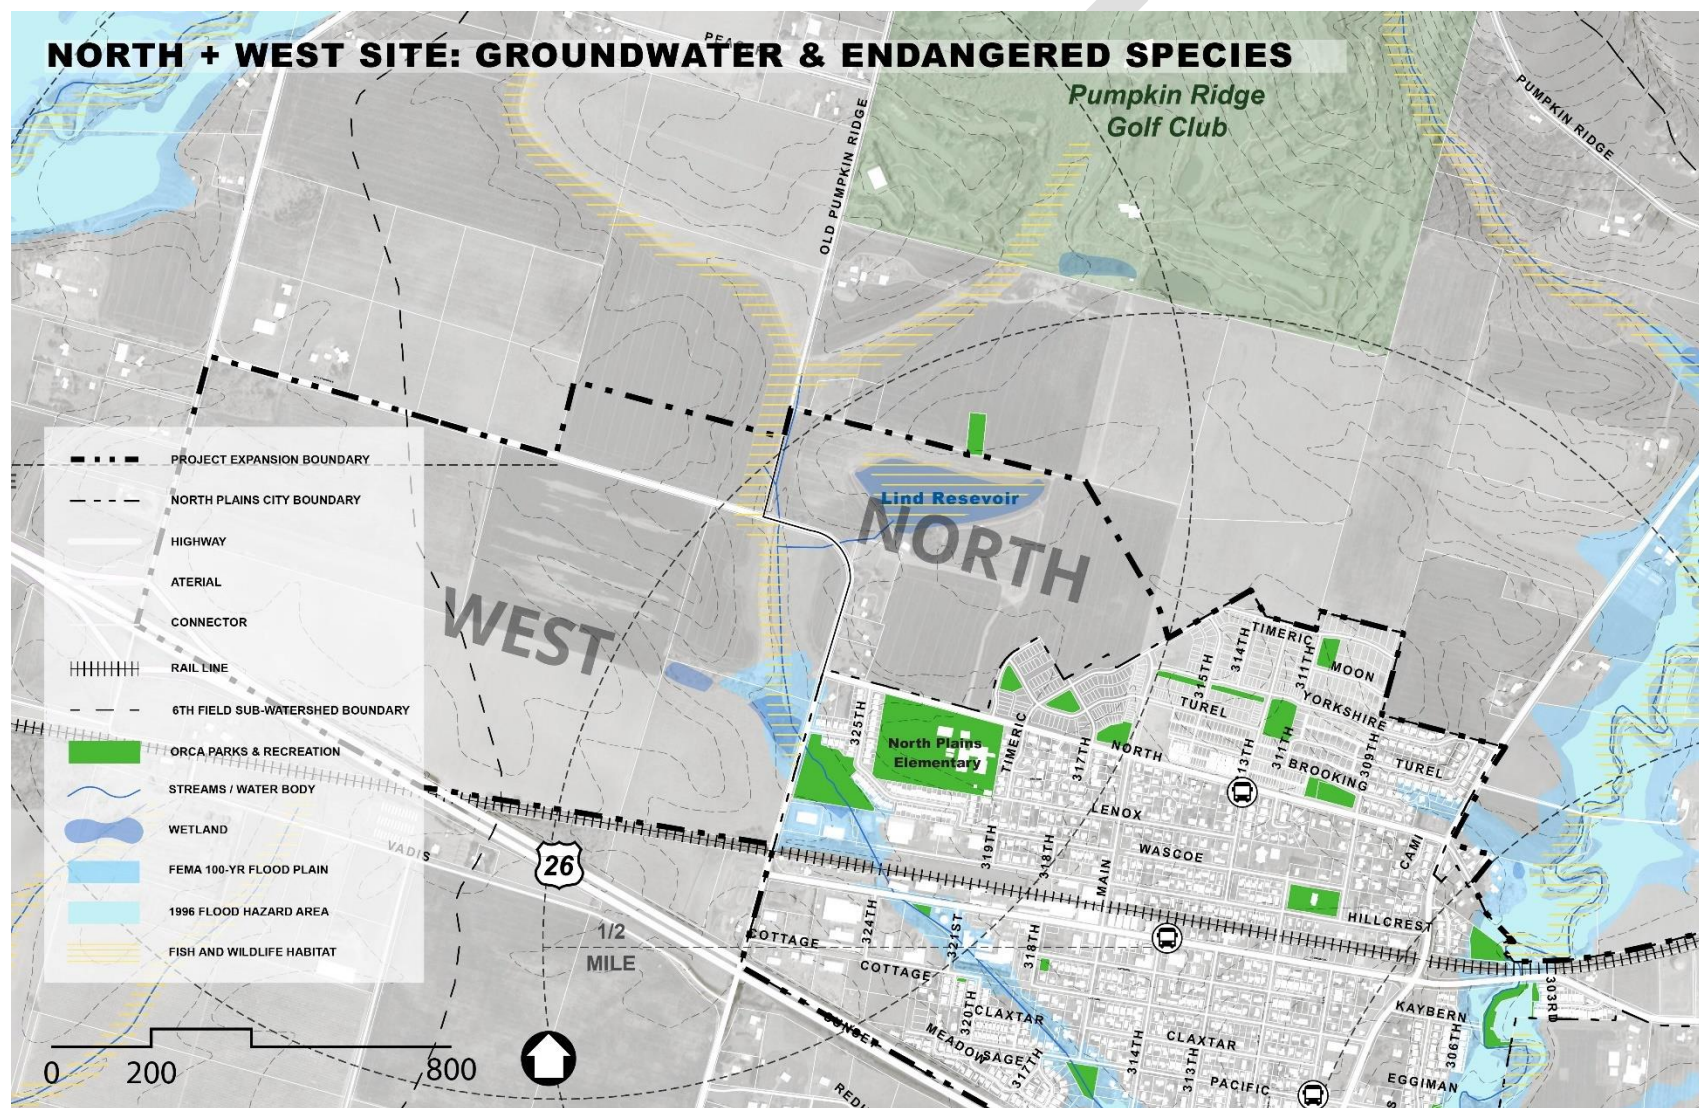 NORTH + WEST SITE: GROUNDWATER & ENDANGERED SPECIES
Pumpkin Ridge
Golf Club
PUMPKIN RIDGE
OLD PUMPKIN RIDGE
PROJECT EXPANSION BOUNDARY
NORTH PLAINS CITY BOUNDARY
HIGHWAY
ATERIAL
CONNECTOR
RAIL LINE
6TH FIELD SUB-WATERSHED BOUNDARY
ORCA PARKS & RECREATION
STREAMS / WATER BODY
WETLAND
FEMA 100-YR FLOOD PLAIN
1996 FLOOD HAZARD AREA
FISH AND WILDLIFE HABITAT
0
200
800
Lind Resevoir
NORTH
WEST
TIMERIC
314TH
315TH
311TH
MOON
YORKSHIRE
TUREL
325TH
North Plains
Elementary
TIMERIC
317TH
NORTH
313TH
311TH
BROOKING
309TH
TUREL
LENOX
WASCOE
CAMI
VADIS
26
319TH
318TH
MAIN
HILLCREST
1/2
MILE
COTTAGE
324TH
321ST
318TH
COTTAGE
303RD
KAYBERN
320TH
CLAXTAR
SUNSET
MEADOW
SAGE
317TH
314TH
CLAXTAR
313TH
306TH
PACIFIC
EGGIMAN